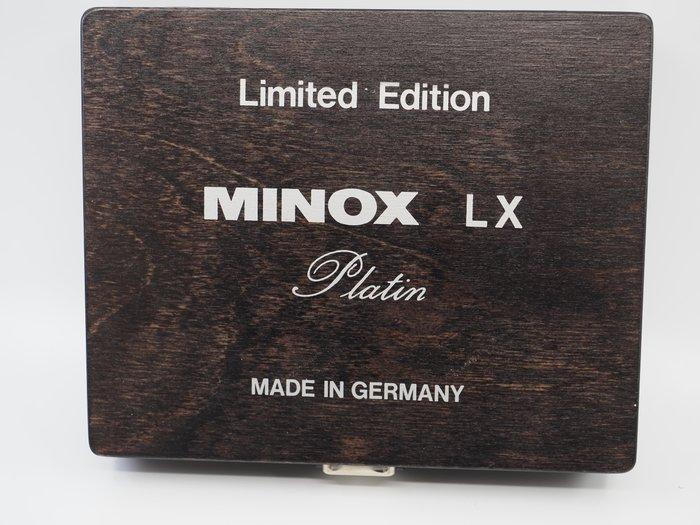 Limited Edition
MINOX LX
Platin
MADE IN GERMANY